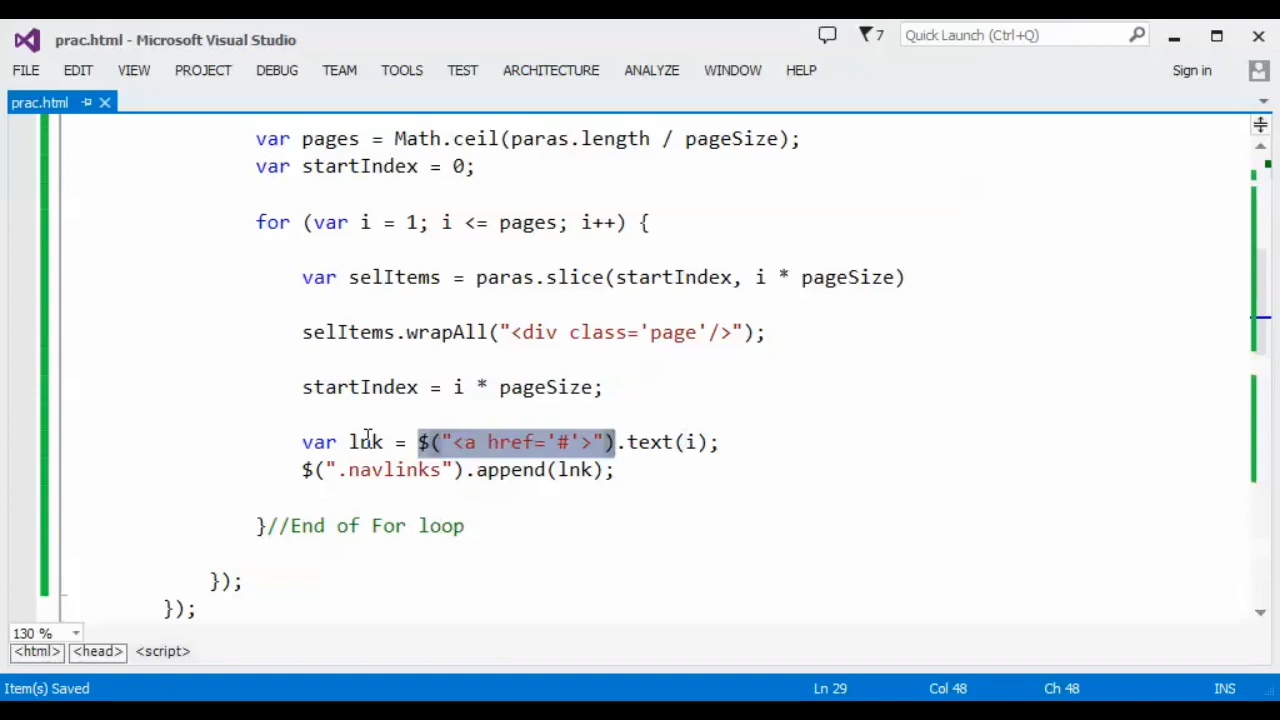 prac.html - Microsoft Visual Studio
7
Quick Launch (Ctrl+Q)
FILE EDIT VIEW PROJECT DEBUG TEAM TOOLS TEST ARCHITECTURE ANALYZE WINDOW HELP Sign in
prac.html
var pages = Math.ceil(paras.length / pageSize);
var startIndex = 0;
for (var i = 1; i <= pages; i++) {
var selItems = paras.slice(startIndex, i * pageSize)
selItems.wrapAll("<div class='page'/>");
startIndex = i * pageSize;
var lnk = $("<a href='#'>").text(i);
$(".navlinks").append(lnk);
}//End of For loop
});
});
130 %
<html> <head> <script>
Item(s) Saved Ln 29 Col 48 Ch 48 INS